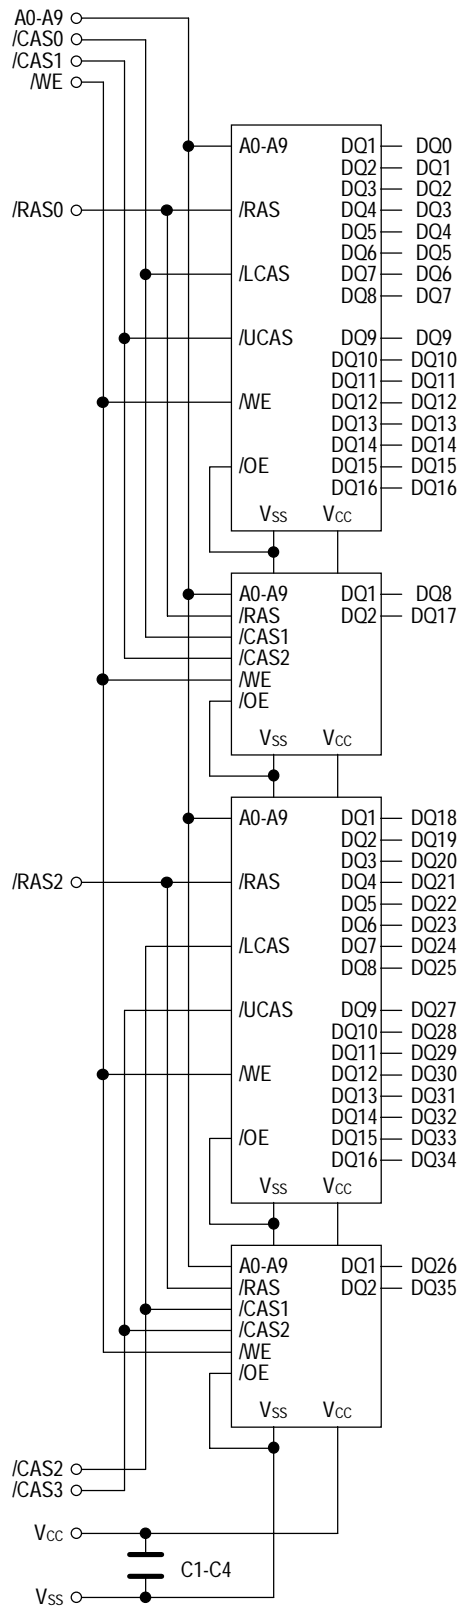 A0-A9
/CAS0
/CAS1
/WE
A0-A9 DQ1 DQ0
DQ2 DQ1
DQ3 DQ2
/RAS0 /RAS DQ4 DQ3
DQ5 DQ4
DQ6 DQ5
/LCAS DQ7 DQ6
DQ8 DQ7
/UCAS DQ9 DQ9
DQ10 DQ10
DQ11 DQ11
/WE DQ12 DQ12
DQ13 DQ13
DQ14 DQ14
/OE DQ15 DQ15
DQ16 DQ16
VSS VCC
A0-A9 DQ1 DQ8
/RAS DQ2 DQ17
/CAS1
/CAS2
/WE
/OE
VSS VCC
A0-A9 DQ1 DQ18
DQ2 DQ19
DQ3 DQ20
/RAS2 /RAS DQ4 DQ21
DQ5 DQ22
DQ6 DQ23
/LCAS DQ7 DQ24
DQ8 DQ25
/UCAS DQ9 DQ27
DQ10 DQ28
DQ11 DQ29
/WE DQ12 DQ30
DQ13 DQ31
DQ14 DQ32
/OE DQ15 DQ33
DQ16 DQ34
VSS VCC
A0-A9 DQ1 DQ26
/RAS DQ2 DQ35
/CAS1
/CAS2
/WE
/OE
VSS VCC
/CAS2
/CAS3
VCC
C1-C4
VSS